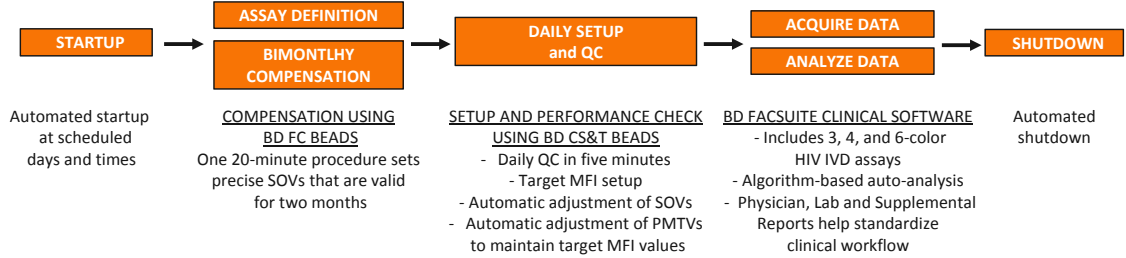 STARTUP
ASSAY DEFINITION
BIMONTLHY
COMPENSATION
DAILY SETUP
and QC
ACQUIRE DATA
ANALYZE DATA
SHUTDOWN
Automated startup
at scheduled
days and times
COMPENSATION USING
BD FC BEADS
One 20-minute procedure sets
precise SOVs that are valid
for two months
SETUP AND PERFORMANCE CHECK
USING BD CS&T BEADS
- Daily QC in five minutes
- Target MFI setup
- Automatic adjustment of SOVs
- Automatic adjustment of PMTVs
to maintain target MFI values
BD FACSUITE CLINICAL SOFTWARE
- Includes 3, 4, and 6-color
HIV IVD assays
- Algorithm-based auto-analysis
- Physician, Lab and Supplemental
Reports help standardize
clinical workflow
Automated
shutdown